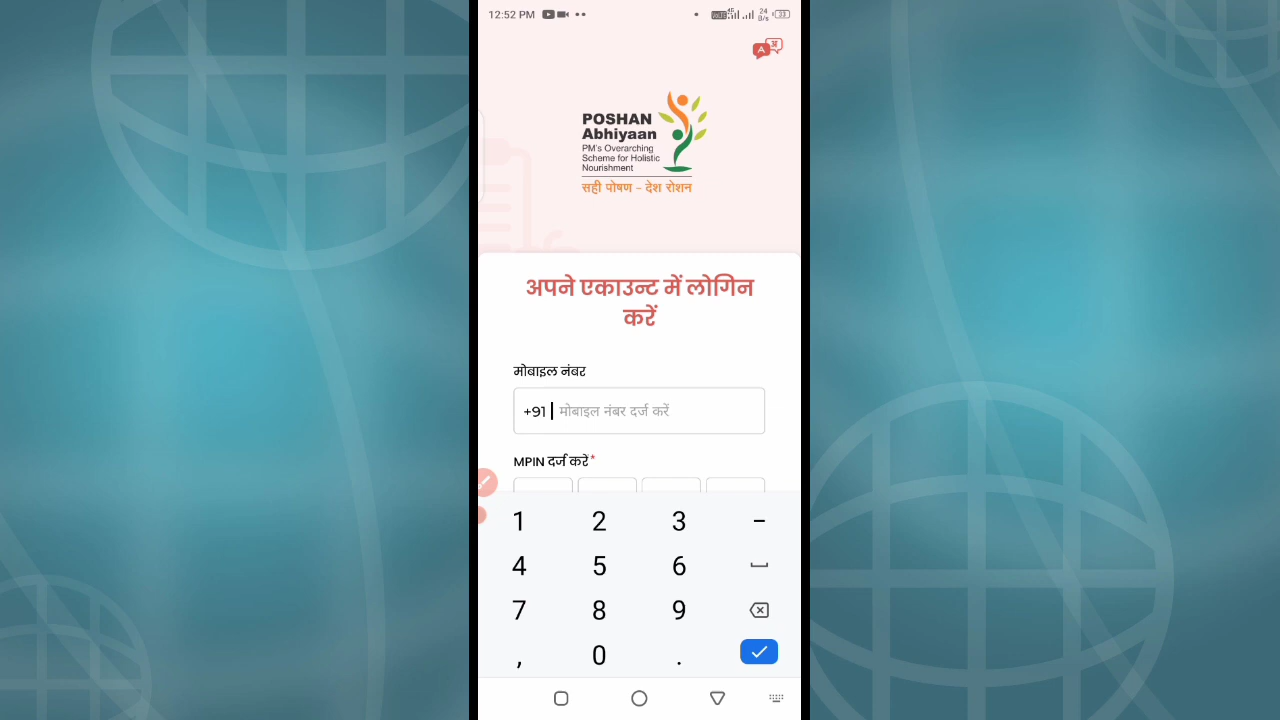 12:52 PM
24
B/s
33
A अ
POSHAN
Abhiyaan
PM's Overarching
Scheme for Holistic
Nourishment
सही पोषण - देश रोशन
अपने एकाउन्ट में लोगिन
करें
मोबाइल नंबर
+91 मोबाइल नंबर दर्ज करें
MPIN दर्ज करें*
1 2 3 -
4 5 6
7 8 9
, 0 .